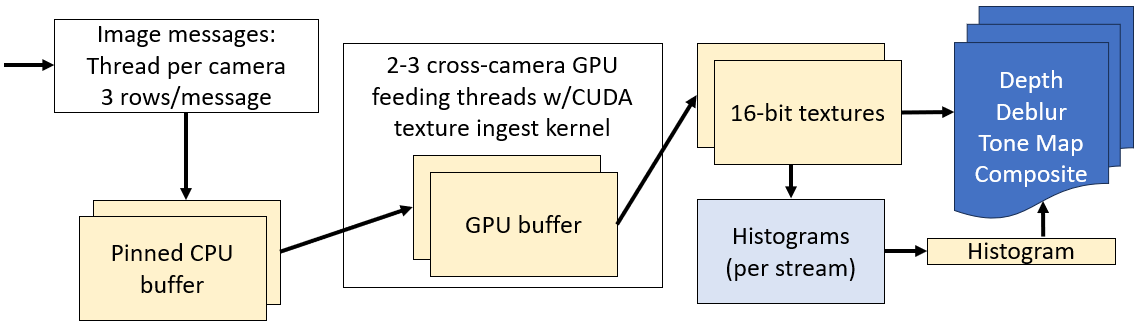 Image messages:
Thread per camera
3 rows/message
Pinned CPU
buffer
2-3 cross-camera GPU
feeding threads w/CUDA
texture ingest kernel
GPU buffer
16-bit textures
Histograms
(per stream)
Depth
Deblur
Tone Map
Composite
Histogram